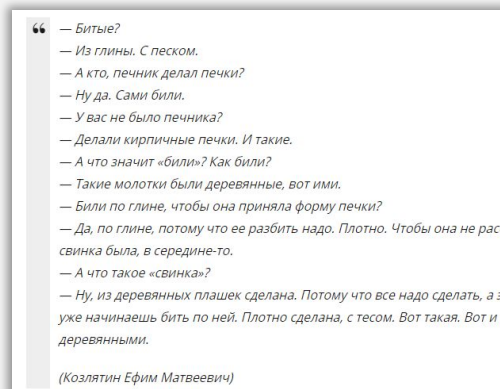 — Битые?
— Из глины. С песком.
— А кто, печник делал печки?
— Ну да. Сами били.
— У вас не было печника?
— Делали кирпичные печки. И такие.
— А что значит «били»? Как били?
— Такие молотки были деревянные, вот ими.
— Били по глине, чтобы она приняла форму печки?
— Да, по глине, потому что ее разбить надо. Плотно. Чтобы она не рас
свинка была, в середине-то.
— А что такое «свинка»?
— Ну, из деревянных плашек сделана. Потому что все надо сделать, а
уже начинаешь бить по ней. Плотно сделана, с тесом. Вот такая. Вот и
деревянными.
(Козлятин Ефим Матвеевич)